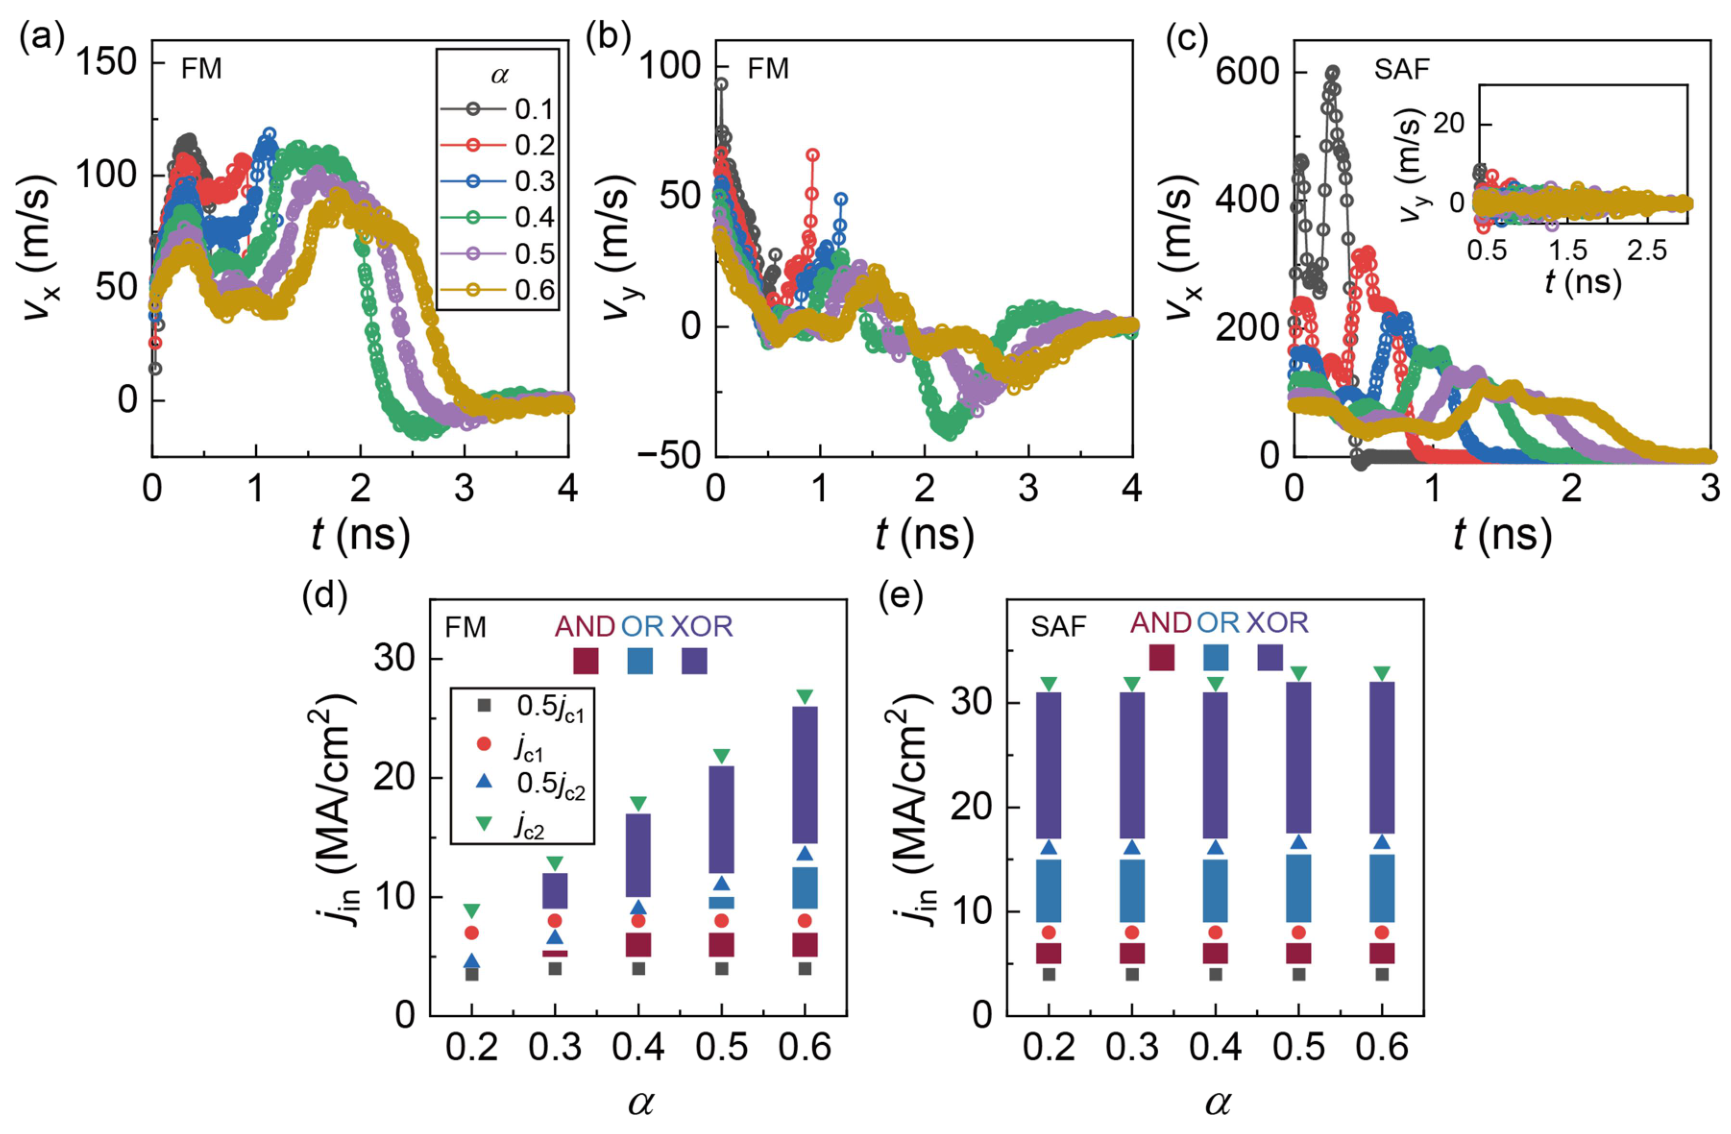 (a)
150
100
50
0
FM
α
0.1
0.2
0.3
0.4
0.5
0.6
vx (m/s)
0 1 2 3 4
t (ns)
(b)
100
50
0
−50
FM
vy (m/s)
0 1 2 3 4
t (ns)
(c)
600
400
200
0
SAF
vx (m/s)
20
0
vy (m/s)
0.5 1.5 2.5
t (ns)
0 1 2 3
t (ns)
(d)
FM
AND OR XOR
30
20
10
0
0.5jc1
jc1
0.5jc2
jc2
jin (MA/cm²)
0.2 0.3 0.4 0.5 0.6
α
(e)
SAF
AND OR XOR
30
20
10
0
jin (MA/cm²)
0.2 0.3 0.4 0.5 0.6
α